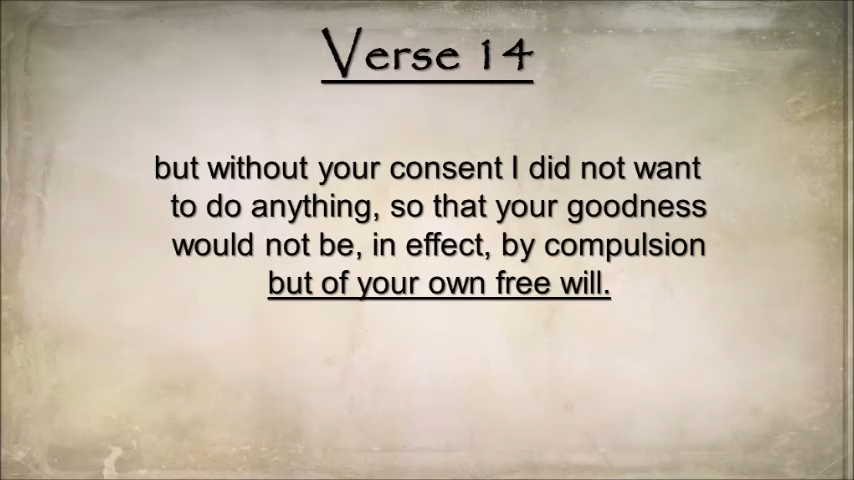 Verse 14
but without your consent I did not want
to do anything, so that your goodness
would not be, in effect, by compulsion
but of your own free will.